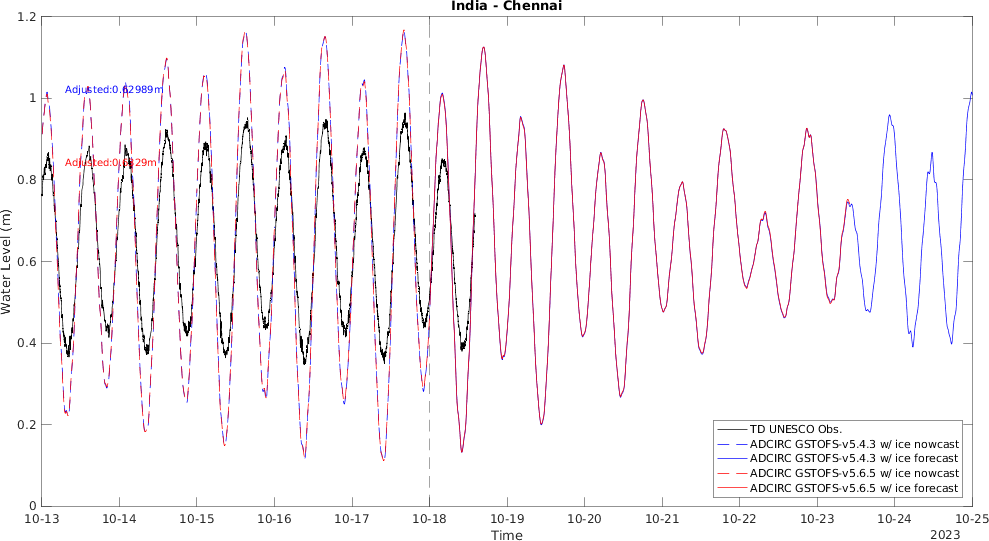 India - Chennai
Water Level (m)
1.2
1
0.8
0.6
0.4
0.2
0
Adjusted:0.62989m
10-13
10-14
10-15
10-16
10-17
10-18
10-19
10-20
10-21
10-22
10-23
10-24
10-25
Time
2023
TD UNESCO Obs.
ADCIRC GSTOFS-v5.4.3 w/ ice nowcast
ADCIRC GSTOFS-v5.4.3 w/ ice forecast
ADCIRC GSTOFS-v5.6.5 w/ ice nowcast
ADCIRC GSTOFS-v5.6.5 w/ ice forecast